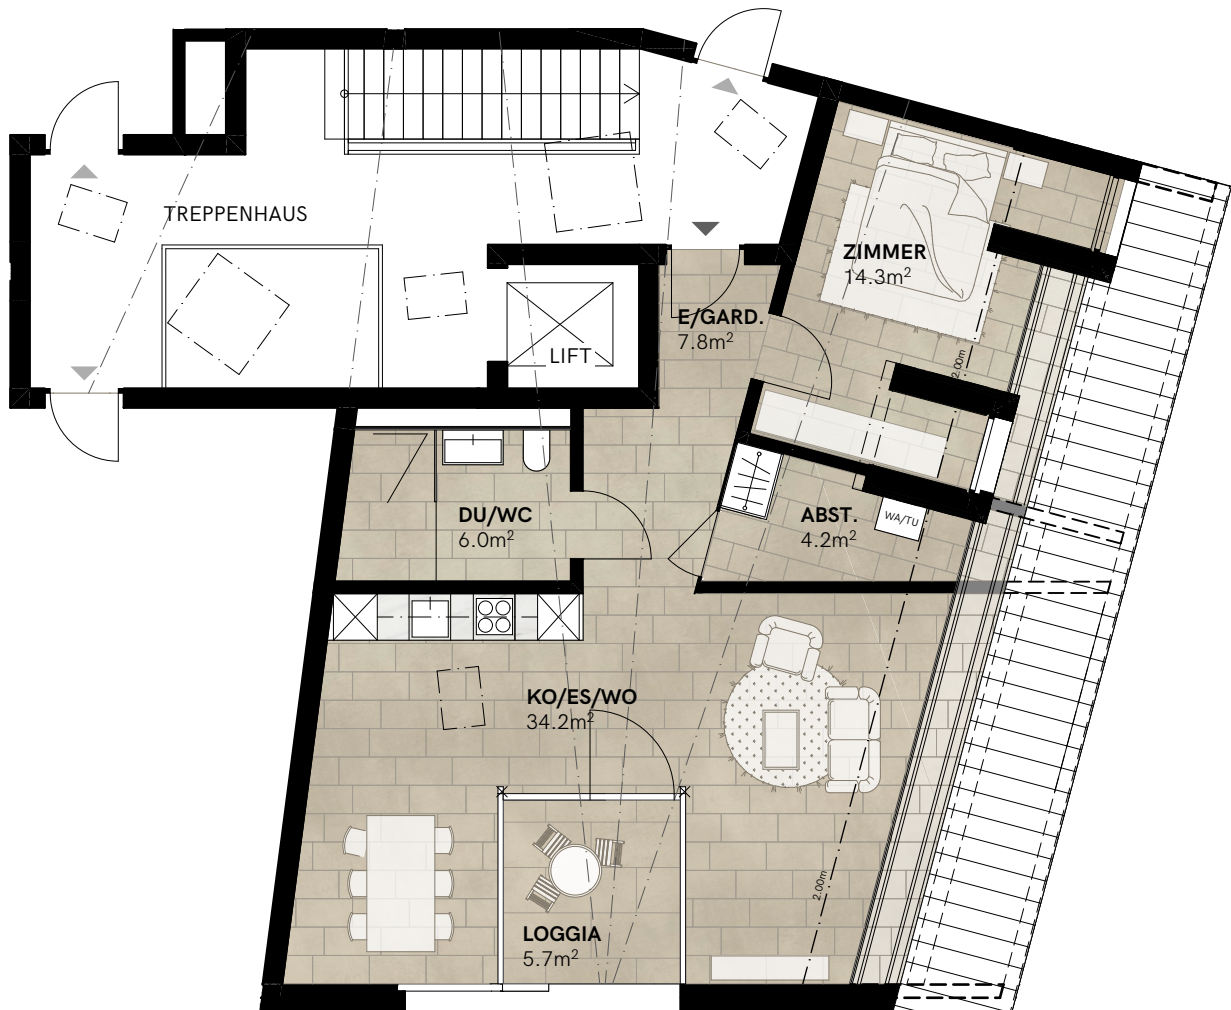 TREPPENHAUS
ZIMMER
14.3m²
E/GARD.
7.8m²
LIFT
2.00m
DU/WC
6.0m²
ABST.
4.2m²
WA/TU
KO/ES/WO
34.2m²
2.00m
LOGGIA
5.7m²